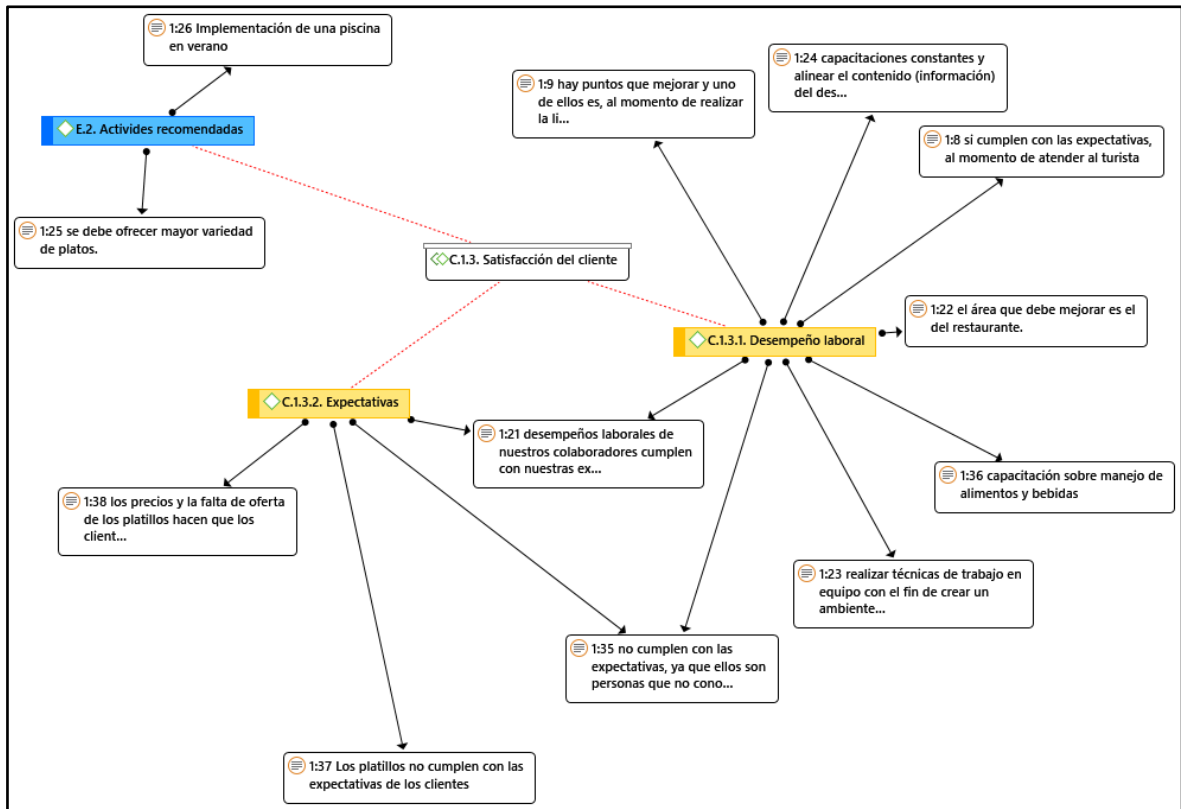 1:26 Implementación de una piscina
en verano
1:24 capacitaciones constantes y
alinear el contenido (información)
del des...
1:9 hay puntos que mejorar y uno
de ellos es, al momento de realizar
la li...
E.2. Activides recomendadas
1:8 si cumplen con las expectativas,
al momento de atender al turista
1:25 se debe ofrecer mayor variedad
de platos.
C.1.3. Satisfacción del cliente
1:22 el área que debe mejorar es el
del restaurante.
C.1.3.1. Desempeño laboral
C.1.3.2. Expectativas
1:21 desempeños laborales de
nuestros colaboradores cumplen
con nuestras ex...
1:36 capacitación sobre manejo de
alimentos y bebidas
1:38 los precios y la falta de oferta
de los platillos hacen que los
client...
1:23 realizar técnicas de trabajo en
equipo con el fin de crear un
ambiente...
1:35 no cumplen con las
expectativas, ya que ellos son
personas que no cono...
1:37 Los platillos no cumplen con las
expectativas de los clientes